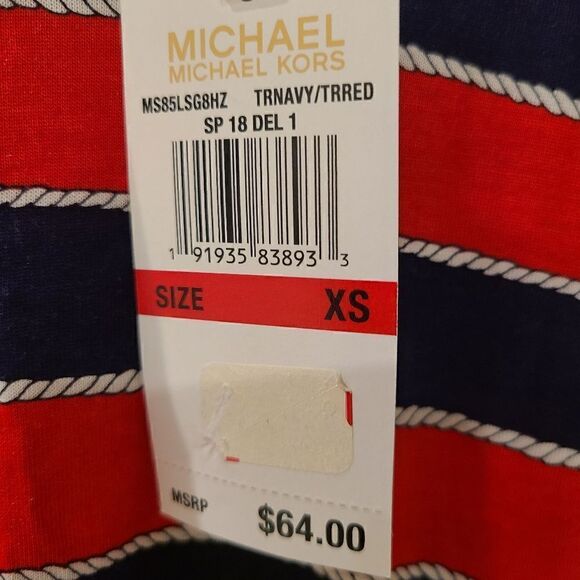 MICHAEL
MICHAEL KORS
MS85LSG8HZ TRNAVY/TRRED
SP 18 DEL 1
1 91935 83893 3
SIZE XS
MSRP $64.00